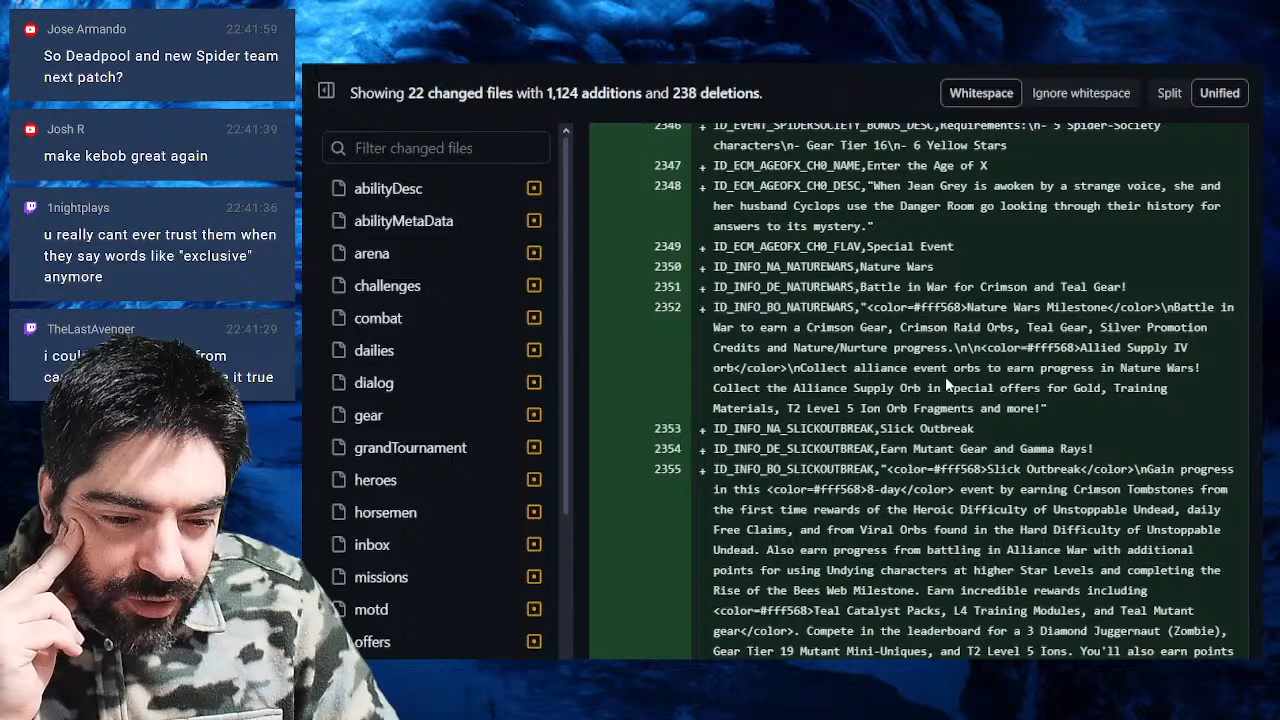 Jose Armando 22:41:59
So Deadpool and new Spider team
next patch?
Josh R 22:41:39
make kebob great again
1nightplays 22:41:36
u really cant ever trust them when
they say words like "exclusive"
anymore
TheLastAvenger 22:41:29
i from
it true
Showing 22 changed files with 1,124 additions and 238 deletions.
Whitespace Ignore whitespace Split Unified
Filter changed files
abilityDesc
abilityMetaData
arena
challenges
combat
dailies
dialog
gear
grandTournament
heroes
horsemen
inbox
missions
motd
offers
2346 + ID_EVENT_SPIDERSOCIETY_BONUS_DESC,Requirements:\n- 5 Spider-Society
characters\n- Gear Tier 16\n- 6 Yellow Stars
2347 + ID_ECM_AGEOFX_CH0_NAME,Enter the Age of X
2348 + ID_ECM_AGEOFX_CH0_DESC,"When Jean Grey is awoken by a strange voice, she and
her husband Cyclops use the Danger Room go looking through their history for
answers to its mystery."
2349 + ID_ECM_AGEOFX_CH0_FLAV,Special Event
2350 + ID_INFO_NA_NATUREWARS,Nature Wars
2351 + ID_INFO_DE_NATUREWARS,Battle in War for Crimson and Teal Gear!
2352 + ID_INFO_BO_NATUREWARS,"<color=#fff568>Nature Wars Milestone</color>\nBattle in
War to earn a Crimson Gear, Crimson Raid Orbs, Teal Gear, Silver Promotion
Credits and Nature/Nurture progress.\n\n<color=#fff568>Allied Supply IV
orb</color>\nCollect alliance event orbs to earn progress in Nature Wars!
Collect the Alliance Supply Orb in special offers for Gold, Training
Materials, T2 Level 5 Ion Orb Fragments and more!"
2353 + ID_INFO_NA_SLICKOUTBREAK,Slick Outbreak
2354 + ID_INFO_DE_SLICKOUTBREAK,Earn Mutant Gear and Gamma Rays!
2355 + ID_INFO_BO_SLICKOUTBREAK,"<color=#fff568>Slick Outbreak</color>\nGain progress
in this <color=#fff568>8-day</color> event by earning Crimson Tombstones from
the first time rewards of the Heroic Difficulty of Unstoppable Undead, daily
Free Claims, and from Viral Orbs found in the Hard Difficulty of Unstoppable
Undead. Also earn progress from battling in Alliance War with additional
points for using Undying characters at higher Star Levels and completing the
Rise of the Bees Web Milestone. Earn incredible rewards including
<color=#fff568>Teal Catalyst Packs, L4 Training Modules, and Teal Mutant
gear</color>. Compete in the leaderboard for a 3 Diamond Juggernaut (Zombie),
Gear Tier 19 Mutant Mini-Uniques, and T2 Level 5 Ions. You'll also earn points